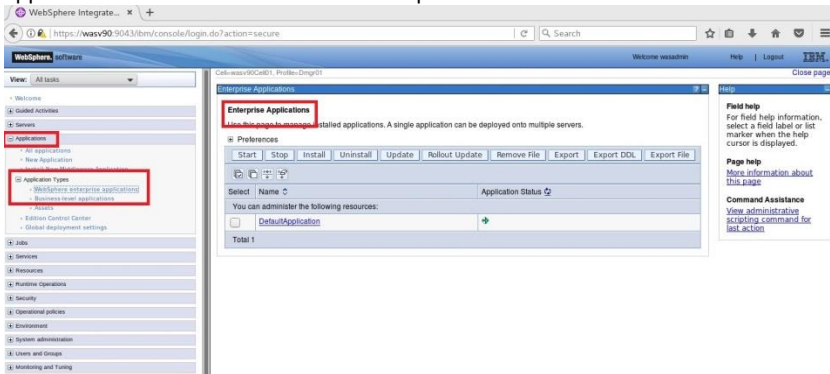 WebSphere Integrate... × +
https://wasv90:9043/ibm/console/login.do?action=secure
Search
WebSphere. software
Welcome wasadmin
Help | Logout
IBM.
View: All tasks
Cell=wasv90Cell01, Profile=Dmgr01
Close page
Welcome
Guided Activities
Servers
Applications
All applications
New Application
Application Types
WebSphere enterprise applications
Business-level applications
Assets
Edition Control Center
Global deployment settings
Jobs
Services
Resources
Runtime Operations
Security
Operational policies
Environment
System administration
Users and Groups
Monitoring and Tuning
Enterprise Applications
Enterprise Applications
Use this page to manage installed applications. A single application can be deployed onto multiple servers.
Preferences
Start Stop Install Uninstall Update Rollout Update Remove File Export Export DDL Export File
Select Name Application Status
You can administer the following resources:
DefaultApplication
Total 1
Help
Field help
For field help information,
select a field label or list
marker when the help
cursor is displayed.
Page help
More information about
this page
Command Assistance
View administrative
scripting command for
last action